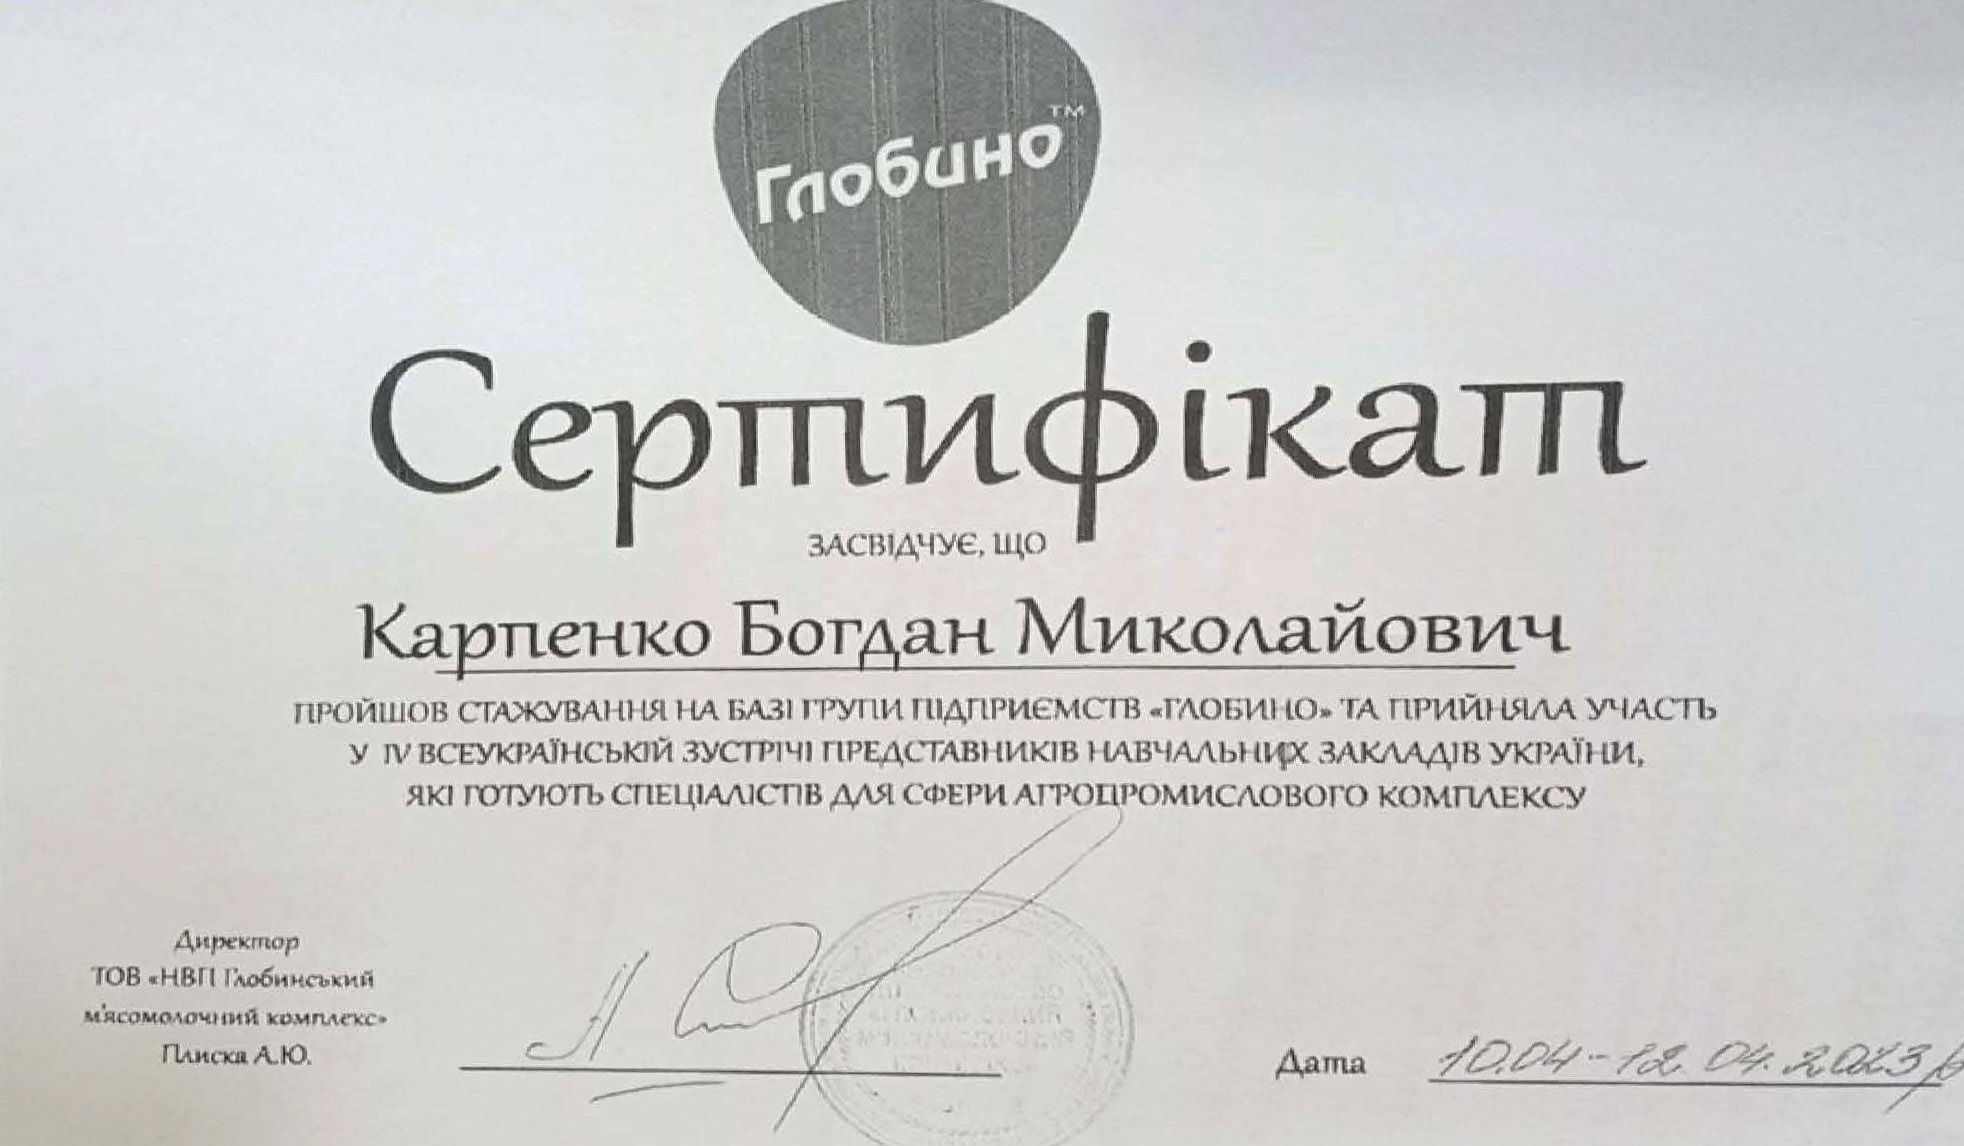 Глобино™
Сертифікат
ЗАСВІДЧУЄ, ЩО
Карпенко Богдан Миколайович
ПРОЙШОВ СТАЖУВАННЯ НА БАЗІ ГРУПИ ПІДПРИЄМСТВ «ГЛОБИНО» ТА ПРИЙНЯЛА УЧАСТЬ
У IV ВСЕУКРАЇНСЬКІЙ ЗУСТРІЧІ ПРЕДСТАВНИКІВ НАВЧАЛЬНИХ ЗАКЛАДІВ УКРАЇНИ,
ЯКІ ГОТУЮТЬ СПЕЦІАЛІСТІВ ДЛЯ СФЕРИ АГРОПРОМИСЛОВОГО КОМПЛЕКСУ
Директор
ТОВ «НВП Глобинський
м'ясомолочний комплекс»
Плиска А.Ю.
Дата 10.04-12.04.2023р